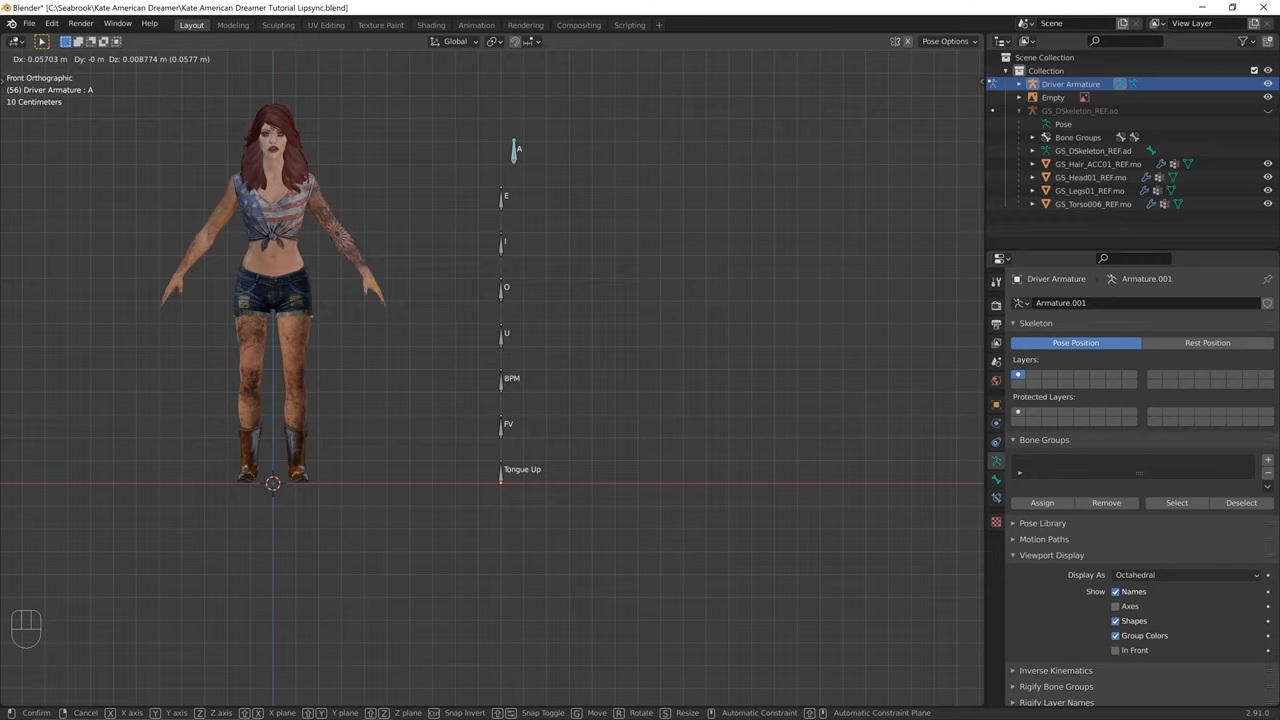 Blender* [C:\Seabrook\Kate American Dreamer\Kate American Dreamer Tutorial Lipsync.blend]
File Edit Render Window Help Layout Modeling Sculpting UV Editing Texture Paint Shading Animation Rendering Compositing Scripting + Scene View Layer
Global Pose Options
Dx: 0.05703 m Dy: -0 m Dz: 0.008774 m (0.0577 m)
Front Orthographic
(56) Driver Armature : A
10 Centimeters
A
E
I
O
U
BPM
FV
Tongue Up
Scene Collection
Collection
Driver Armature
Empty
GS_DSkeleton_REF.ao
Pose
Bone Groups
GS_DSkeleton_REF.ad
GS_Hair_ACC01_REF.mo
GS_Head01_REF.mo
GS_Legs01_REF.mo
GS_Torso006_REF.mo
Driver Armature Armature.001
Armature.001
Skeleton
Pose Position Rest Position
Layers:
Protected Layers:
Bone Groups
Assign Remove Select Deselect
Pose Library
Motion Paths
Viewport Display
Display As Octahedral
Show Names
Axes
Shapes
Group Colors
In Front
Inverse Kinematics
Rigify Bone Groups
Rigify Layer Names
Confirm Cancel X X axis Y Y axis Z Z axis X X plane Y Y plane Z Z plane Snap Invert Snap Toggle G Move R Rotate S Resize Automatic Constraint Automatic Constraint Plane 2.91.0